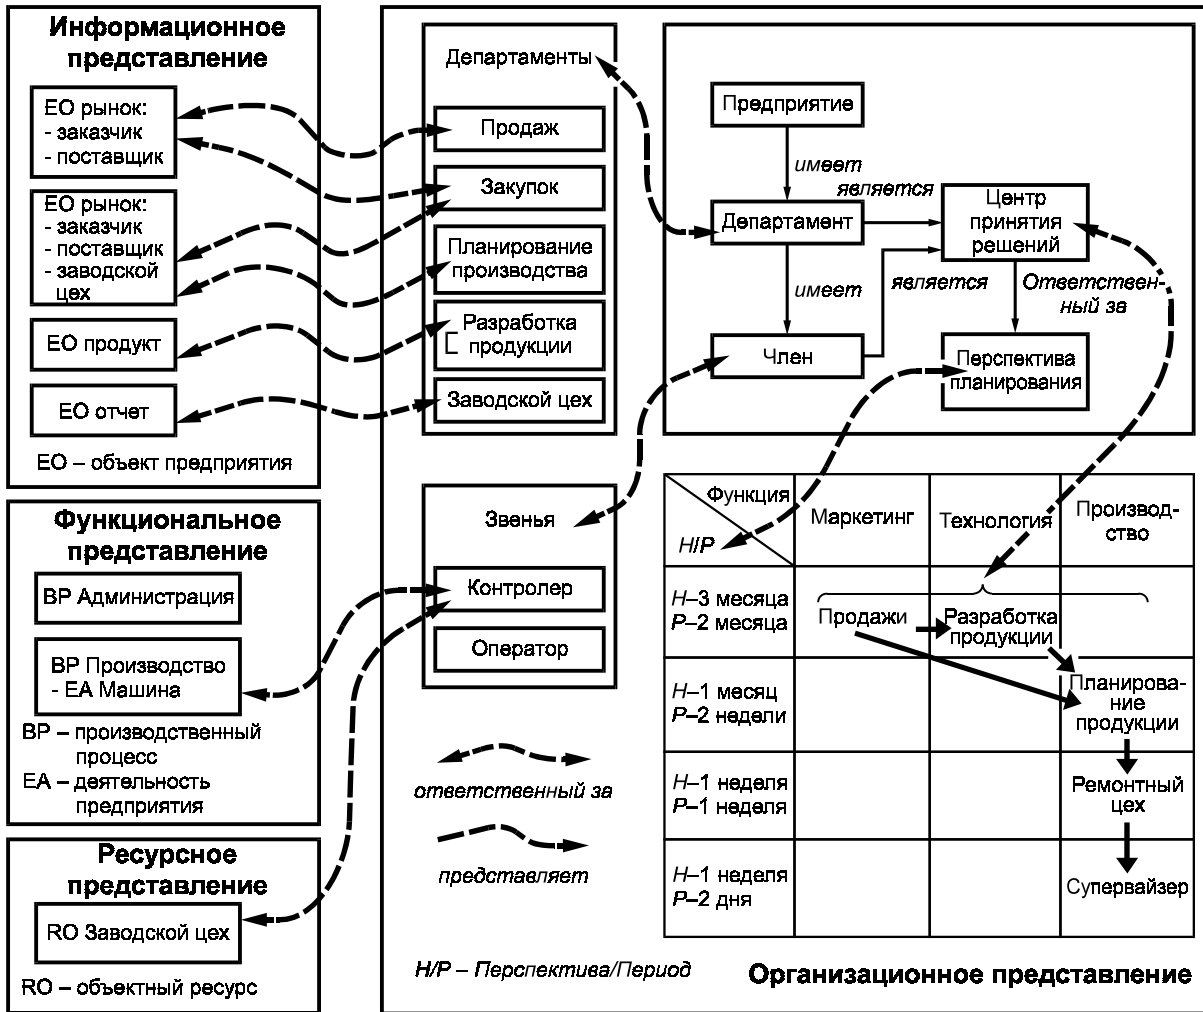 Информационное
представление
ЕО рынок:
- заказчик
- поставщик
ЕО рынок:
- заказчик
- поставщик
- заводской
цех
ЕО продукт
ЕО отчет
ЕО – объект предприятия
Функциональное
представление
BP Администрация
BP Производство
- EA Машина
BP – производственный
процесс
EA – деятельность
предприятия
Ресурсное
представление
RO Заводской цех
RO – объектный ресурс
Департаменты
Продаж
Закупок
Планирование
производства
Разработка
продукции
Заводской цех
Звенья
Контролер
Оператор
ответственный за
представляет
H/P – Перспектива/Период
Предприятие
имеет
является
Департамент
Центр
принятия
решений
имеет
является
Ответствен-
ный за
Член
Перспектива
планирования
Функция
H/P
Маркетинг
Технология
Производ-
ство
H–3 месяца
P–2 месяца
Продажи
Разработка
продукции
H–1 месяц
P–2 недели
Планирова-
ние
продукции
H–1 неделя
P–1 неделя
Ремонтный
цех
H–1 неделя
P–2 дня
Супервайзер
Организационное представление